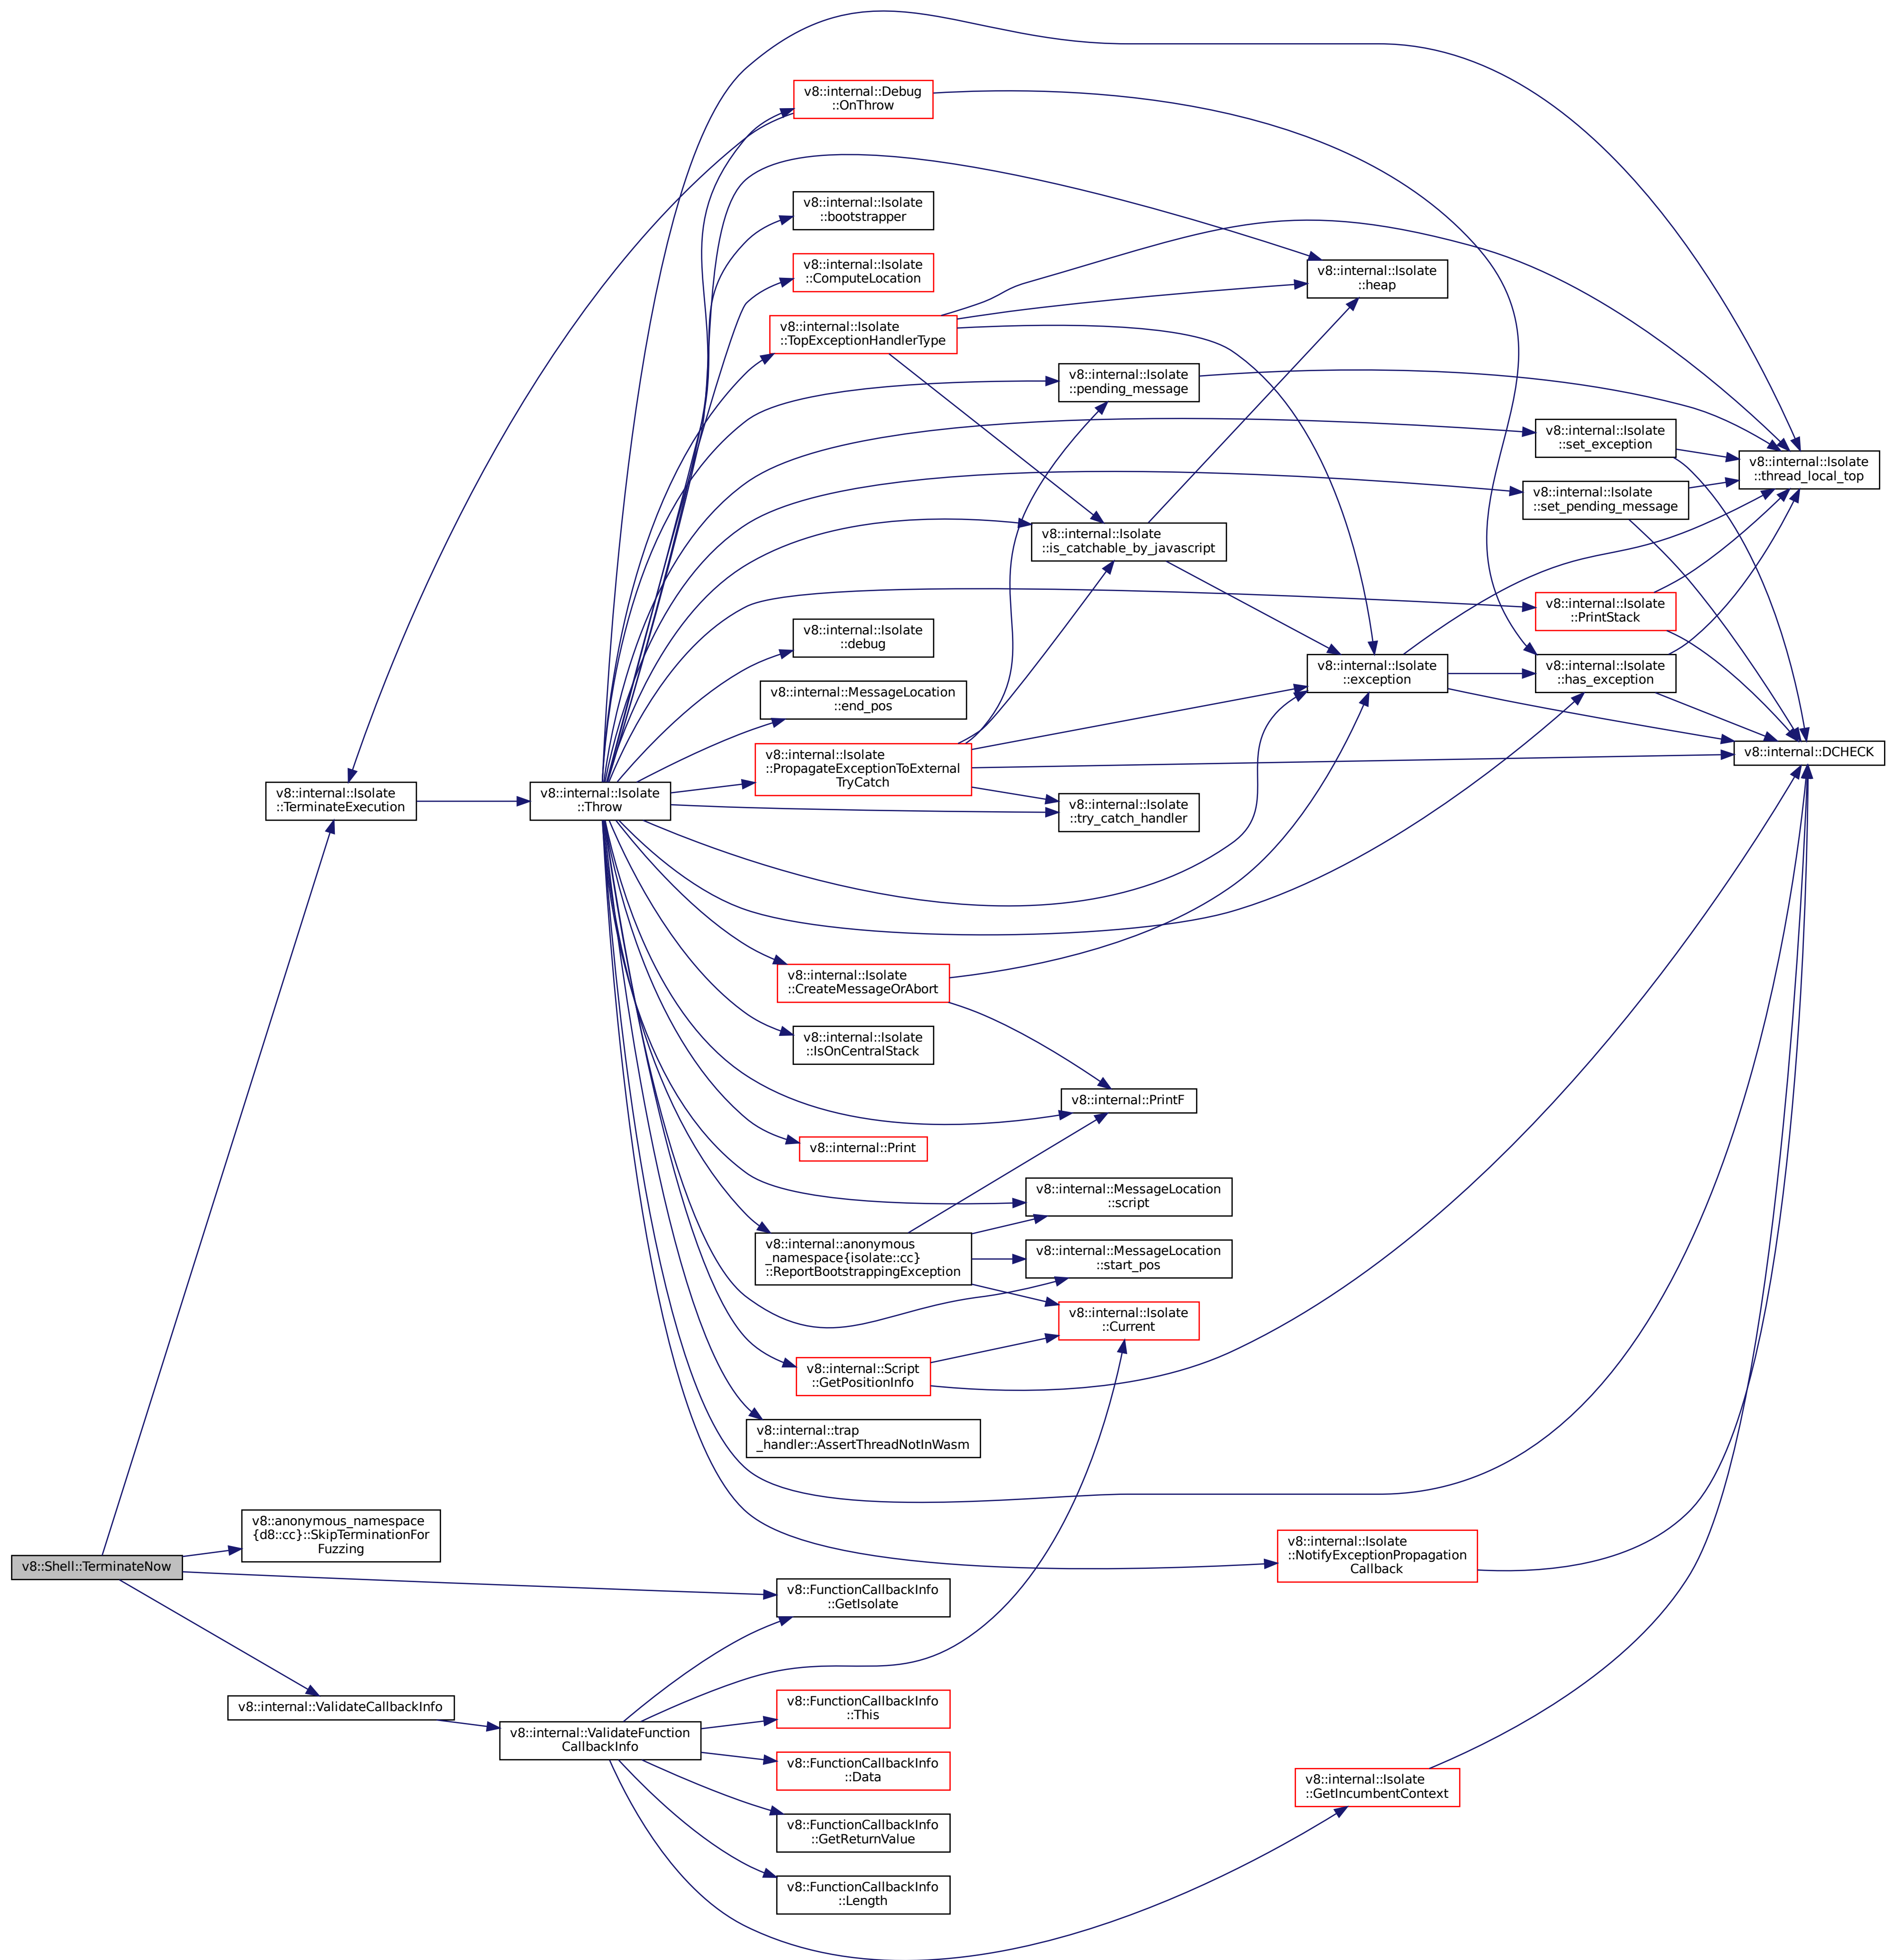 v8::internal::Debug
::OnThrow
v8::internal::Isolate
::bootstrapper
v8::internal::Isolate
::ComputeLocation
v8::internal::Isolate
::heap
v8::internal::Isolate
::TopExceptionHandlerType
v8::internal::Isolate
::pending_message
v8::internal::Isolate
::set_exception
v8::internal::Isolate
::thread_local_top
v8::internal::Isolate
::set_pending_message
v8::internal::Isolate
::is_catchable_by_javascript
v8::internal::Isolate
::PrintStack
v8::internal::Isolate
::debug
v8::internal::Isolate
::exception
v8::internal::Isolate
::has_exception
v8::internal::MessageLocation
::end_pos
v8::internal::DCHECK
v8::internal::Isolate
::PropagateExceptionToExternal
TryCatch
v8::internal::Isolate
::TerminateExecution
v8::internal::Isolate
::Throw
v8::internal::Isolate
::try_catch_handler
v8::internal::Isolate
::CreateMessageOrAbort
v8::internal::Isolate
::IsOnCentralStack
v8::internal::PrintF
v8::internal::Print
v8::internal::MessageLocation
::script
v8::internal::anonymous
_namespace{isolate::cc}
::ReportBootstrappingException
v8::internal::MessageLocation
::start_pos
v8::internal::Isolate
::Current
v8::internal::Script
::GetPositionInfo
v8::internal::trap
_handler::AssertThreadNotInWasm
v8::anonymous_namespace
{d8::cc}::SkipTerminationFor
Fuzzing
v8::internal::Isolate
::NotifyExceptionPropagation
Callback
v8::Shell::TerminateNow
v8::FunctionCallbackInfo
::GetIsolate
v8::internal::ValidateCallbackInfo
v8::FunctionCallbackInfo
::This
v8::internal::ValidateFunction
CallbackInfo
v8::FunctionCallbackInfo
::Data
v8::internal::Isolate
::GetIncumbentContext
v8::FunctionCallbackInfo
::GetReturnValue
v8::FunctionCallbackInfo
::Length